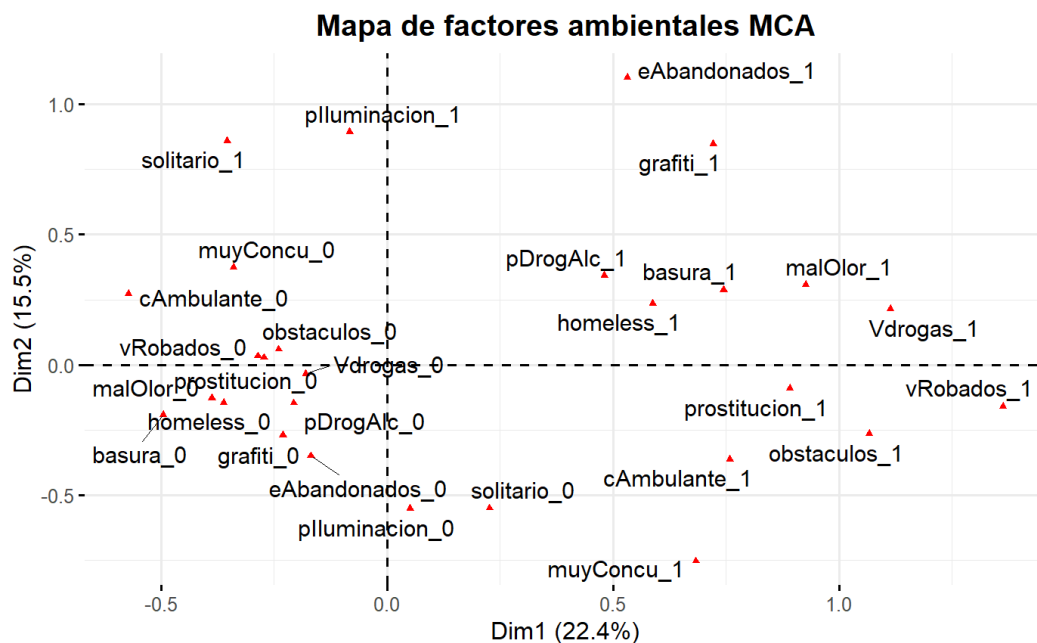 Mapa de factores ambientales MCA
eAbandonados_1
pIluminacion_1
1.0
solitario_1
grafiti_1
0.5
muyConcu_0
pDrogAlc_1
basura_1
malOlor_1
cAmbulante_0
homeless_1
Vdrogas_1
obstaculos_0
vRobados_0
0.0
Vdrogas_0
malOlor_0
prostitucion_0
vRobados_1
prostitucion_1
homeless_0
pDrogAlc_0
basura_0
grafiti_0
obstaculos_1
cAmbulante_1
eAbandonados_0
solitario_0
-0.5
pIluminacion_0
muyConcu_1
Dim2 (15.5%)
-0.5
0.0
0.5
1.0
Dim1 (22.4%)